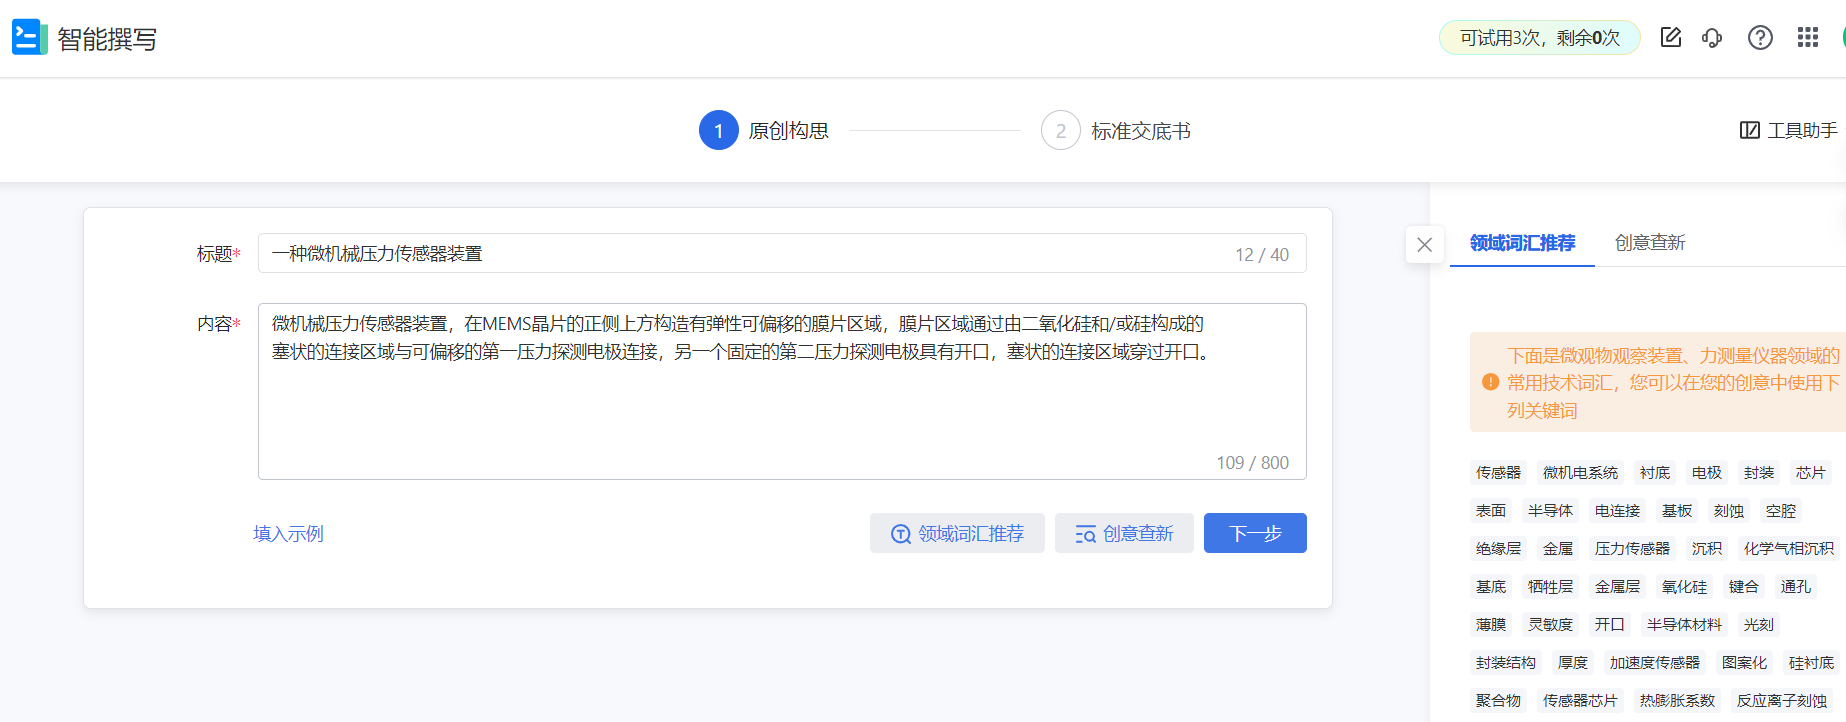 智能撰写
可试用3次，剩余0次
1 原创构思
2 标准交底书
工具助手
标题* 一种微机械压力传感器装置 12 / 40
内容* 微机械压力传感器装置，在MEMS晶片的正侧上方构造有弹性可偏移的膜片区域，膜片区域通过由二氧化硅和/或硅构成的
塞状的连接区域与可偏移的第一压力探测电极连接，另一个固定的第二压力探测电极具有开口，塞状的连接区域穿过开口。
109 / 800
填入示例 领域词汇推荐 创意查新 下一步
领域词汇推荐 创意查新
下面是微观物观察装置、力测量仪器领域的
常用技术词汇，您可以在您的创意中使用下
列关键词
传感器 微机电系统 衬底 电极 封装 芯片
表面 半导体 电连接 基板 刻蚀 空腔
绝缘层 金属 压力传感器 沉积 化学气相沉积
基底 牺牲层 金属层 氧化硅 键合 通孔
薄膜 灵敏度 开口 半导体材料 光刻
封装结构 厚度 加速度传感器 图案化 硅衬底
聚合物 传感器芯片 热膨胀系数 反应离子刻蚀